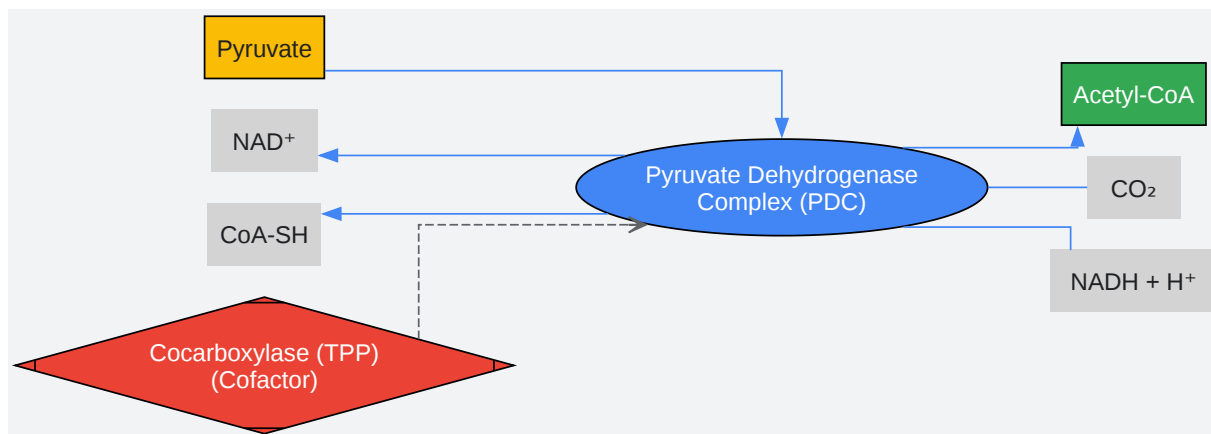 Pyruvate
Acetyl-CoA
NAD⁺
Pyruvate Dehydrogenase
Complex (PDC)
CO₂
CoA-SH
NADH + H⁺
Cocarboxylase (TPP)
(Cofactor)